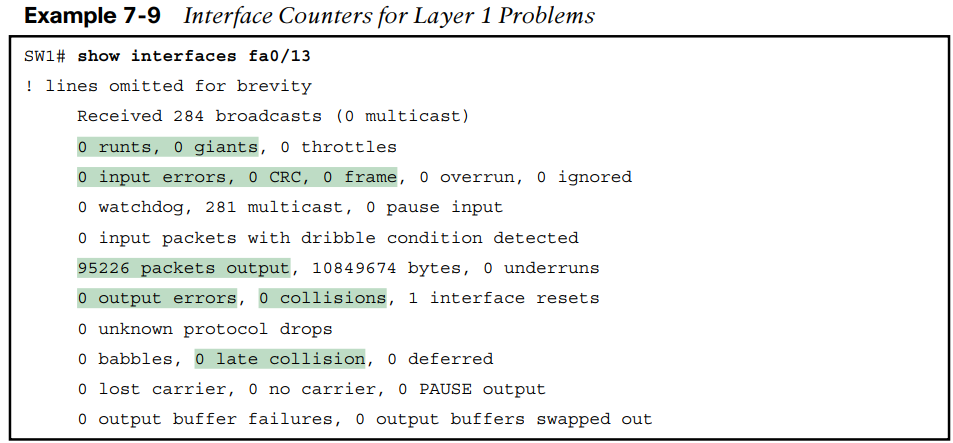 Example 7-9 Interface Counters for Layer 1 Problems
SW1# show interfaces fa0/13
! lines omitted for brevity
Received 284 broadcasts (0 multicast)
0 runts, 0 giants, 0 throttles
0 input errors, 0 CRC, 0 frame, 0 overrun, 0 ignored
0 watchdog, 281 multicast, 0 pause input
0 input packets with dribble condition detected
95226 packets output, 10849674 bytes, 0 underruns
0 output errors, 0 collisions, 1 interface resets
0 unknown protocol drops
0 babbles, 0 late collision, 0 deferred
0 lost carrier, 0 no carrier, 0 PAUSE output
0 output buffer failures, 0 output buffers swapped out